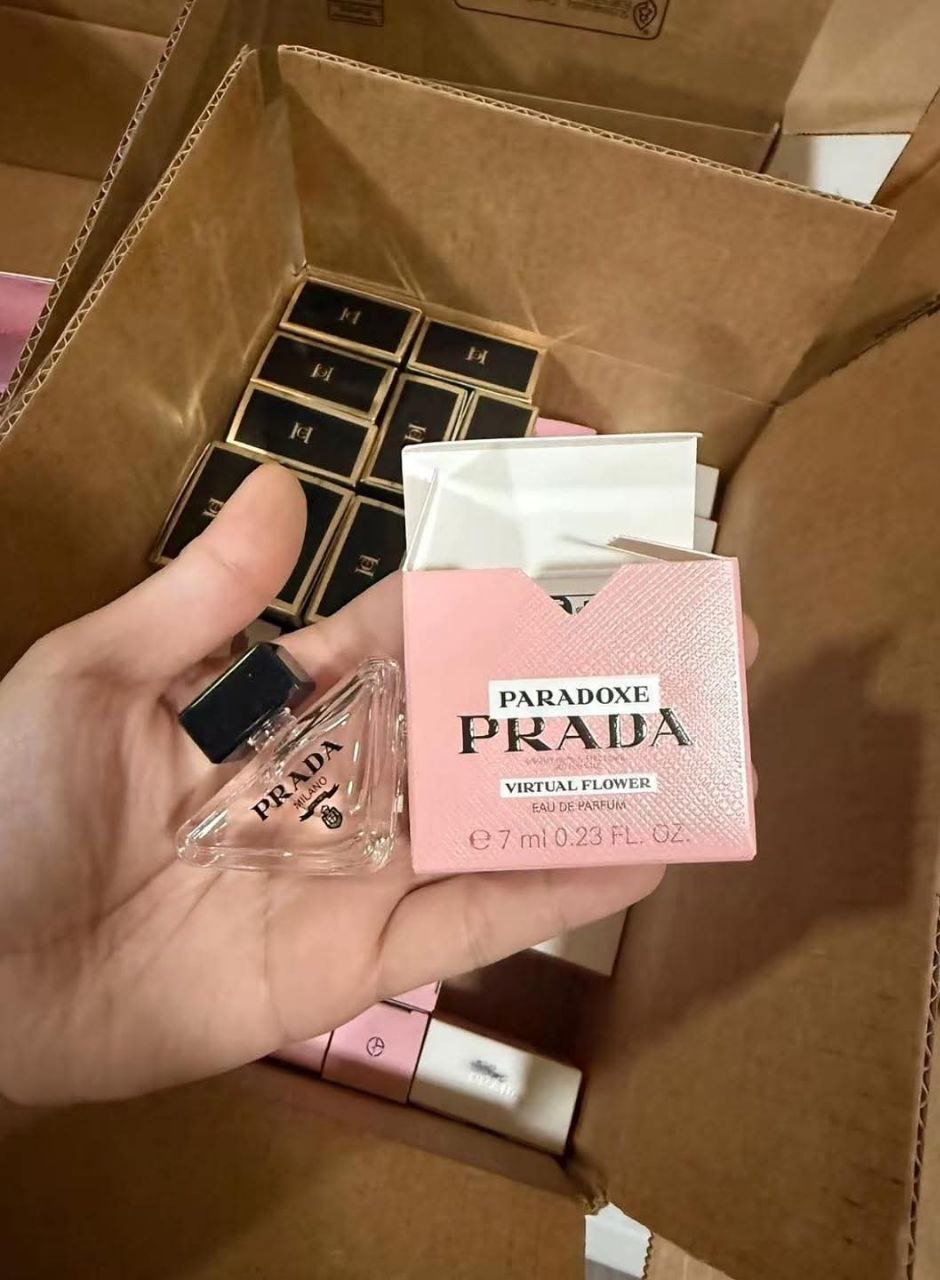 PRADA
MILANO
PARADOXE
PRADA
VIRTUAL FLOWER
EAU DE PARFUM
℮ 7 ml 0.23 FL. OZ.